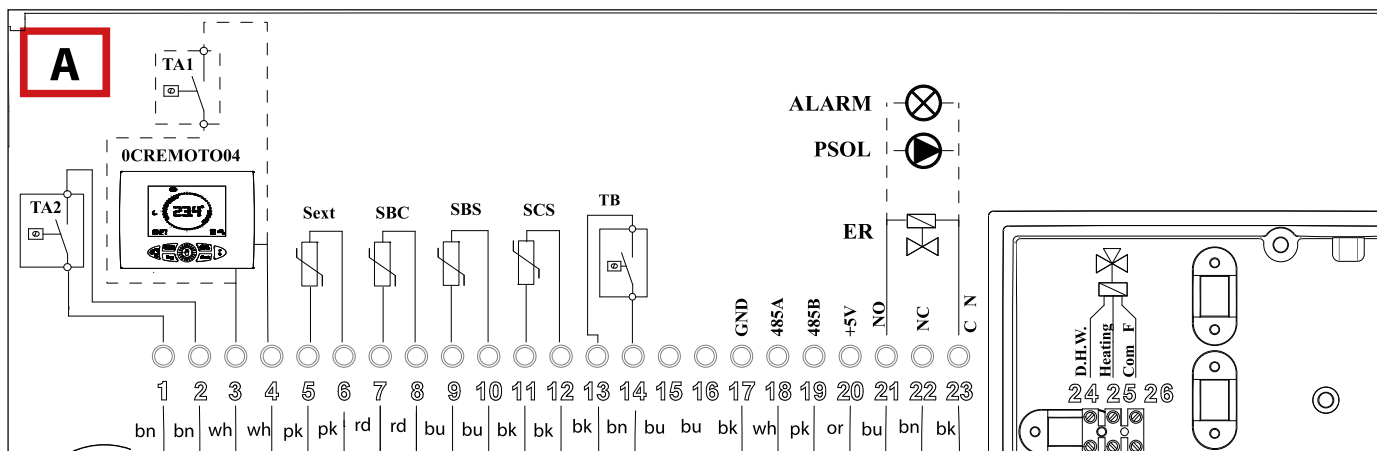 A
TA1
ALARM
PSOL
0CREMOTO04
TA2
23.4
Sext
SBC
SBS
SCS
TB
ER
GND
485A
485B
+5V
NO
NC
C N
D.H.W.
Heating
Com F
1 2 3 4 5 6 7 8 9 10 11 12 13 14 15 16 17 18 19 20 21 22 23
24 25 26
bn bn wh wh pk pk rd rd bu bu bk bk bk bn bu bu bk wh pk or bu bn bk